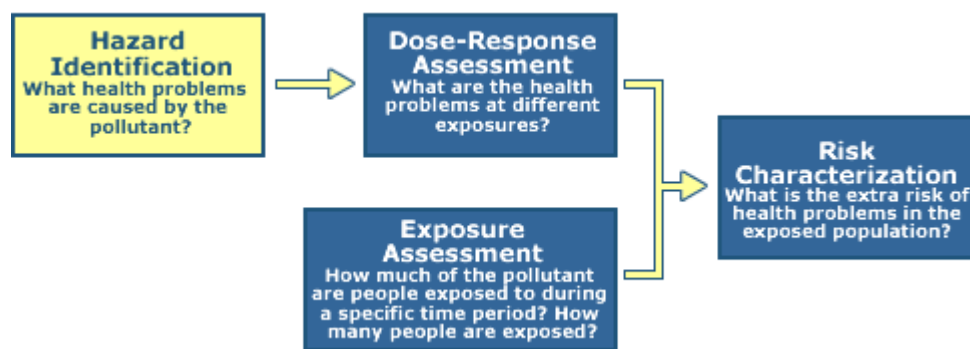 Hazard
Identification
What health problems
are caused by the
pollutant?
Dose-Response
Assessment
What are the health
problems at different
exposures?
Exposure
Assessment
How much of the pollutant
are people exposed to during
a specific time period? How
many people are exposed?
Risk
Characterization
What is the extra risk of
health problems in the
exposed population?